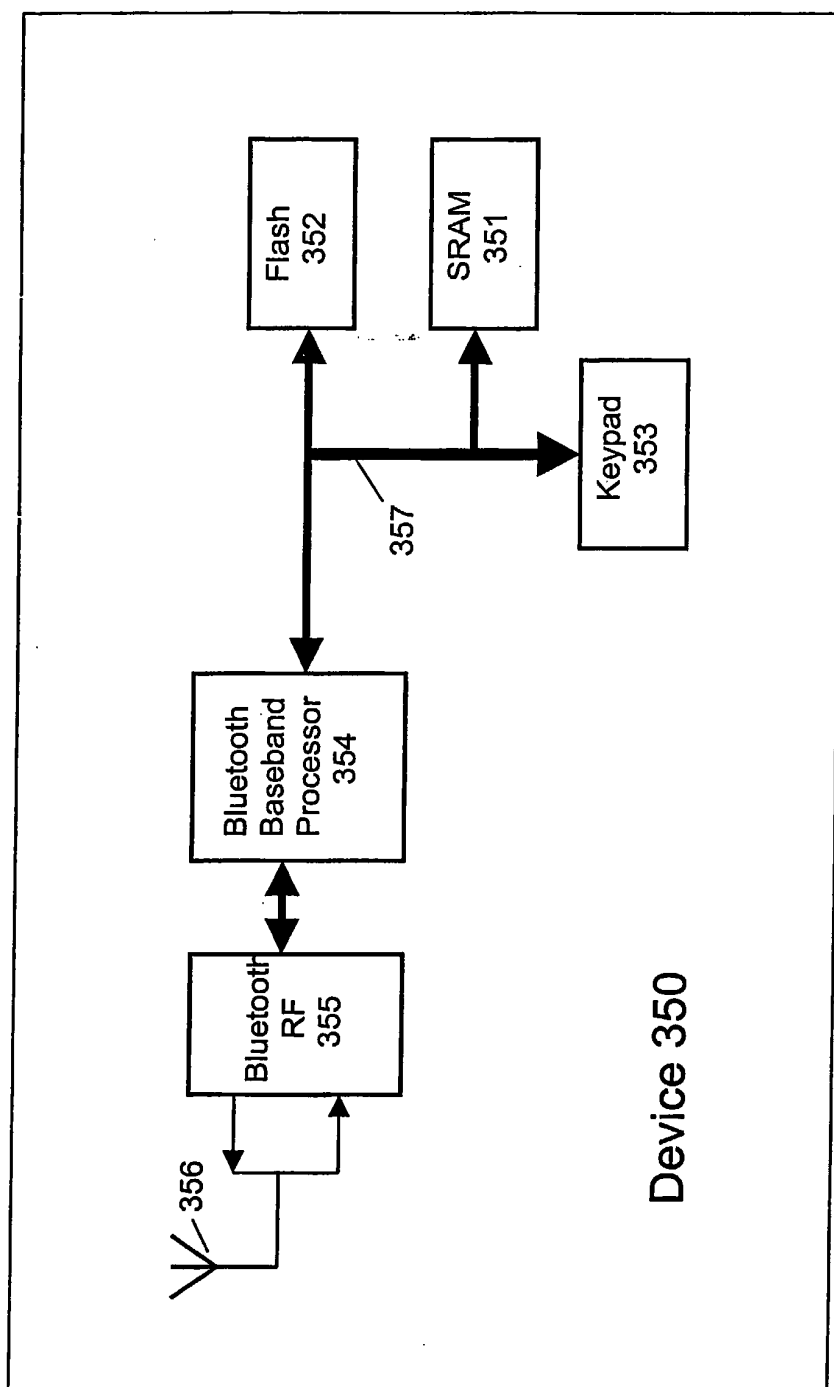 356
Bluetooth
RF
355
Bluetooth
Baseband
Processor
354
357
Flash
352
SRAM
351
Keypad
353
Device 350